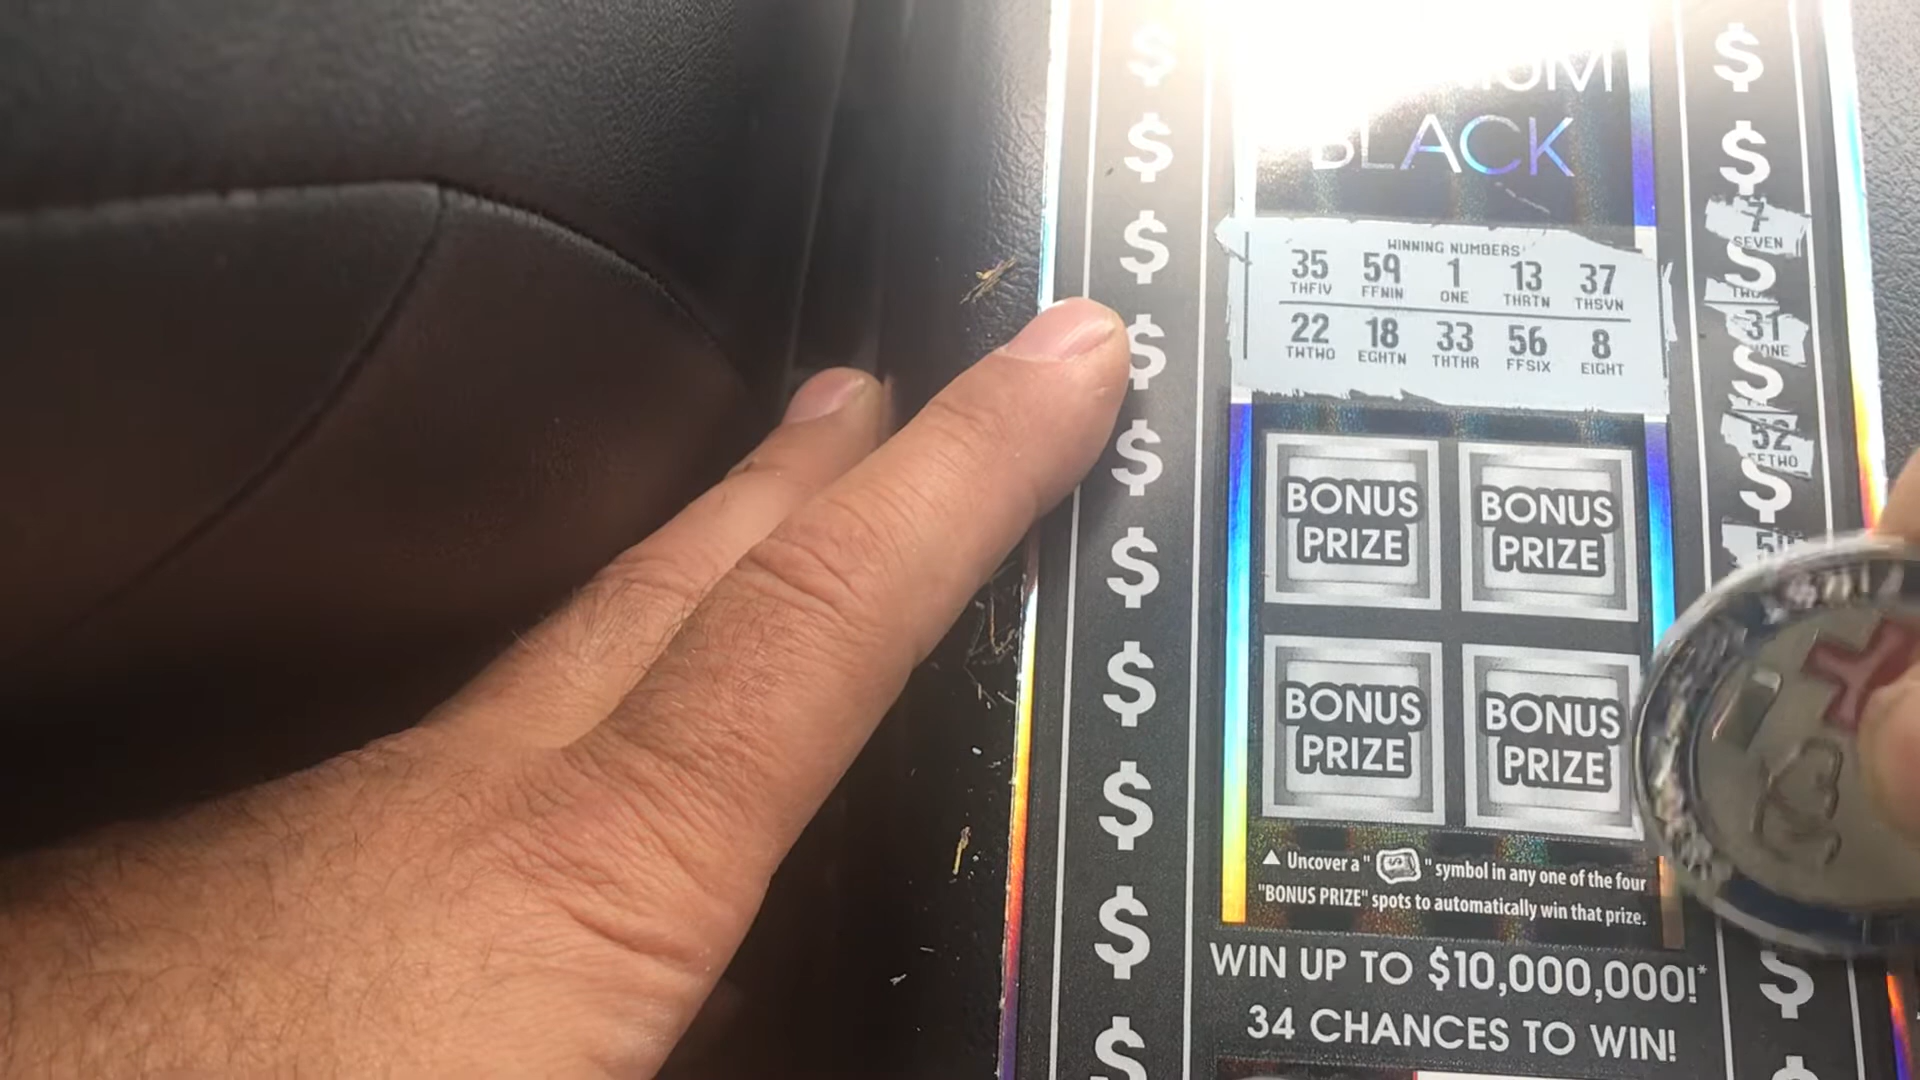 BLACK
WINNING NUMBERS
35 59 1 13 37
THFIV FFNIN ONE THRTN THSVN
22 18 33 56 8
TWTWO EGHTN THTHR FFSIX EIGHT
7
SEVEN
31
52
FFTWO
BONUS PRIZE
BONUS PRIZE
BONUS PRIZE
BONUS PRIZE
▲ Uncover a " " symbol in any one of the four
"BONUS PRIZE" spots to automatically win that prize.
WIN UP TO $10,000,000!*
34 CHANCES TO WIN!